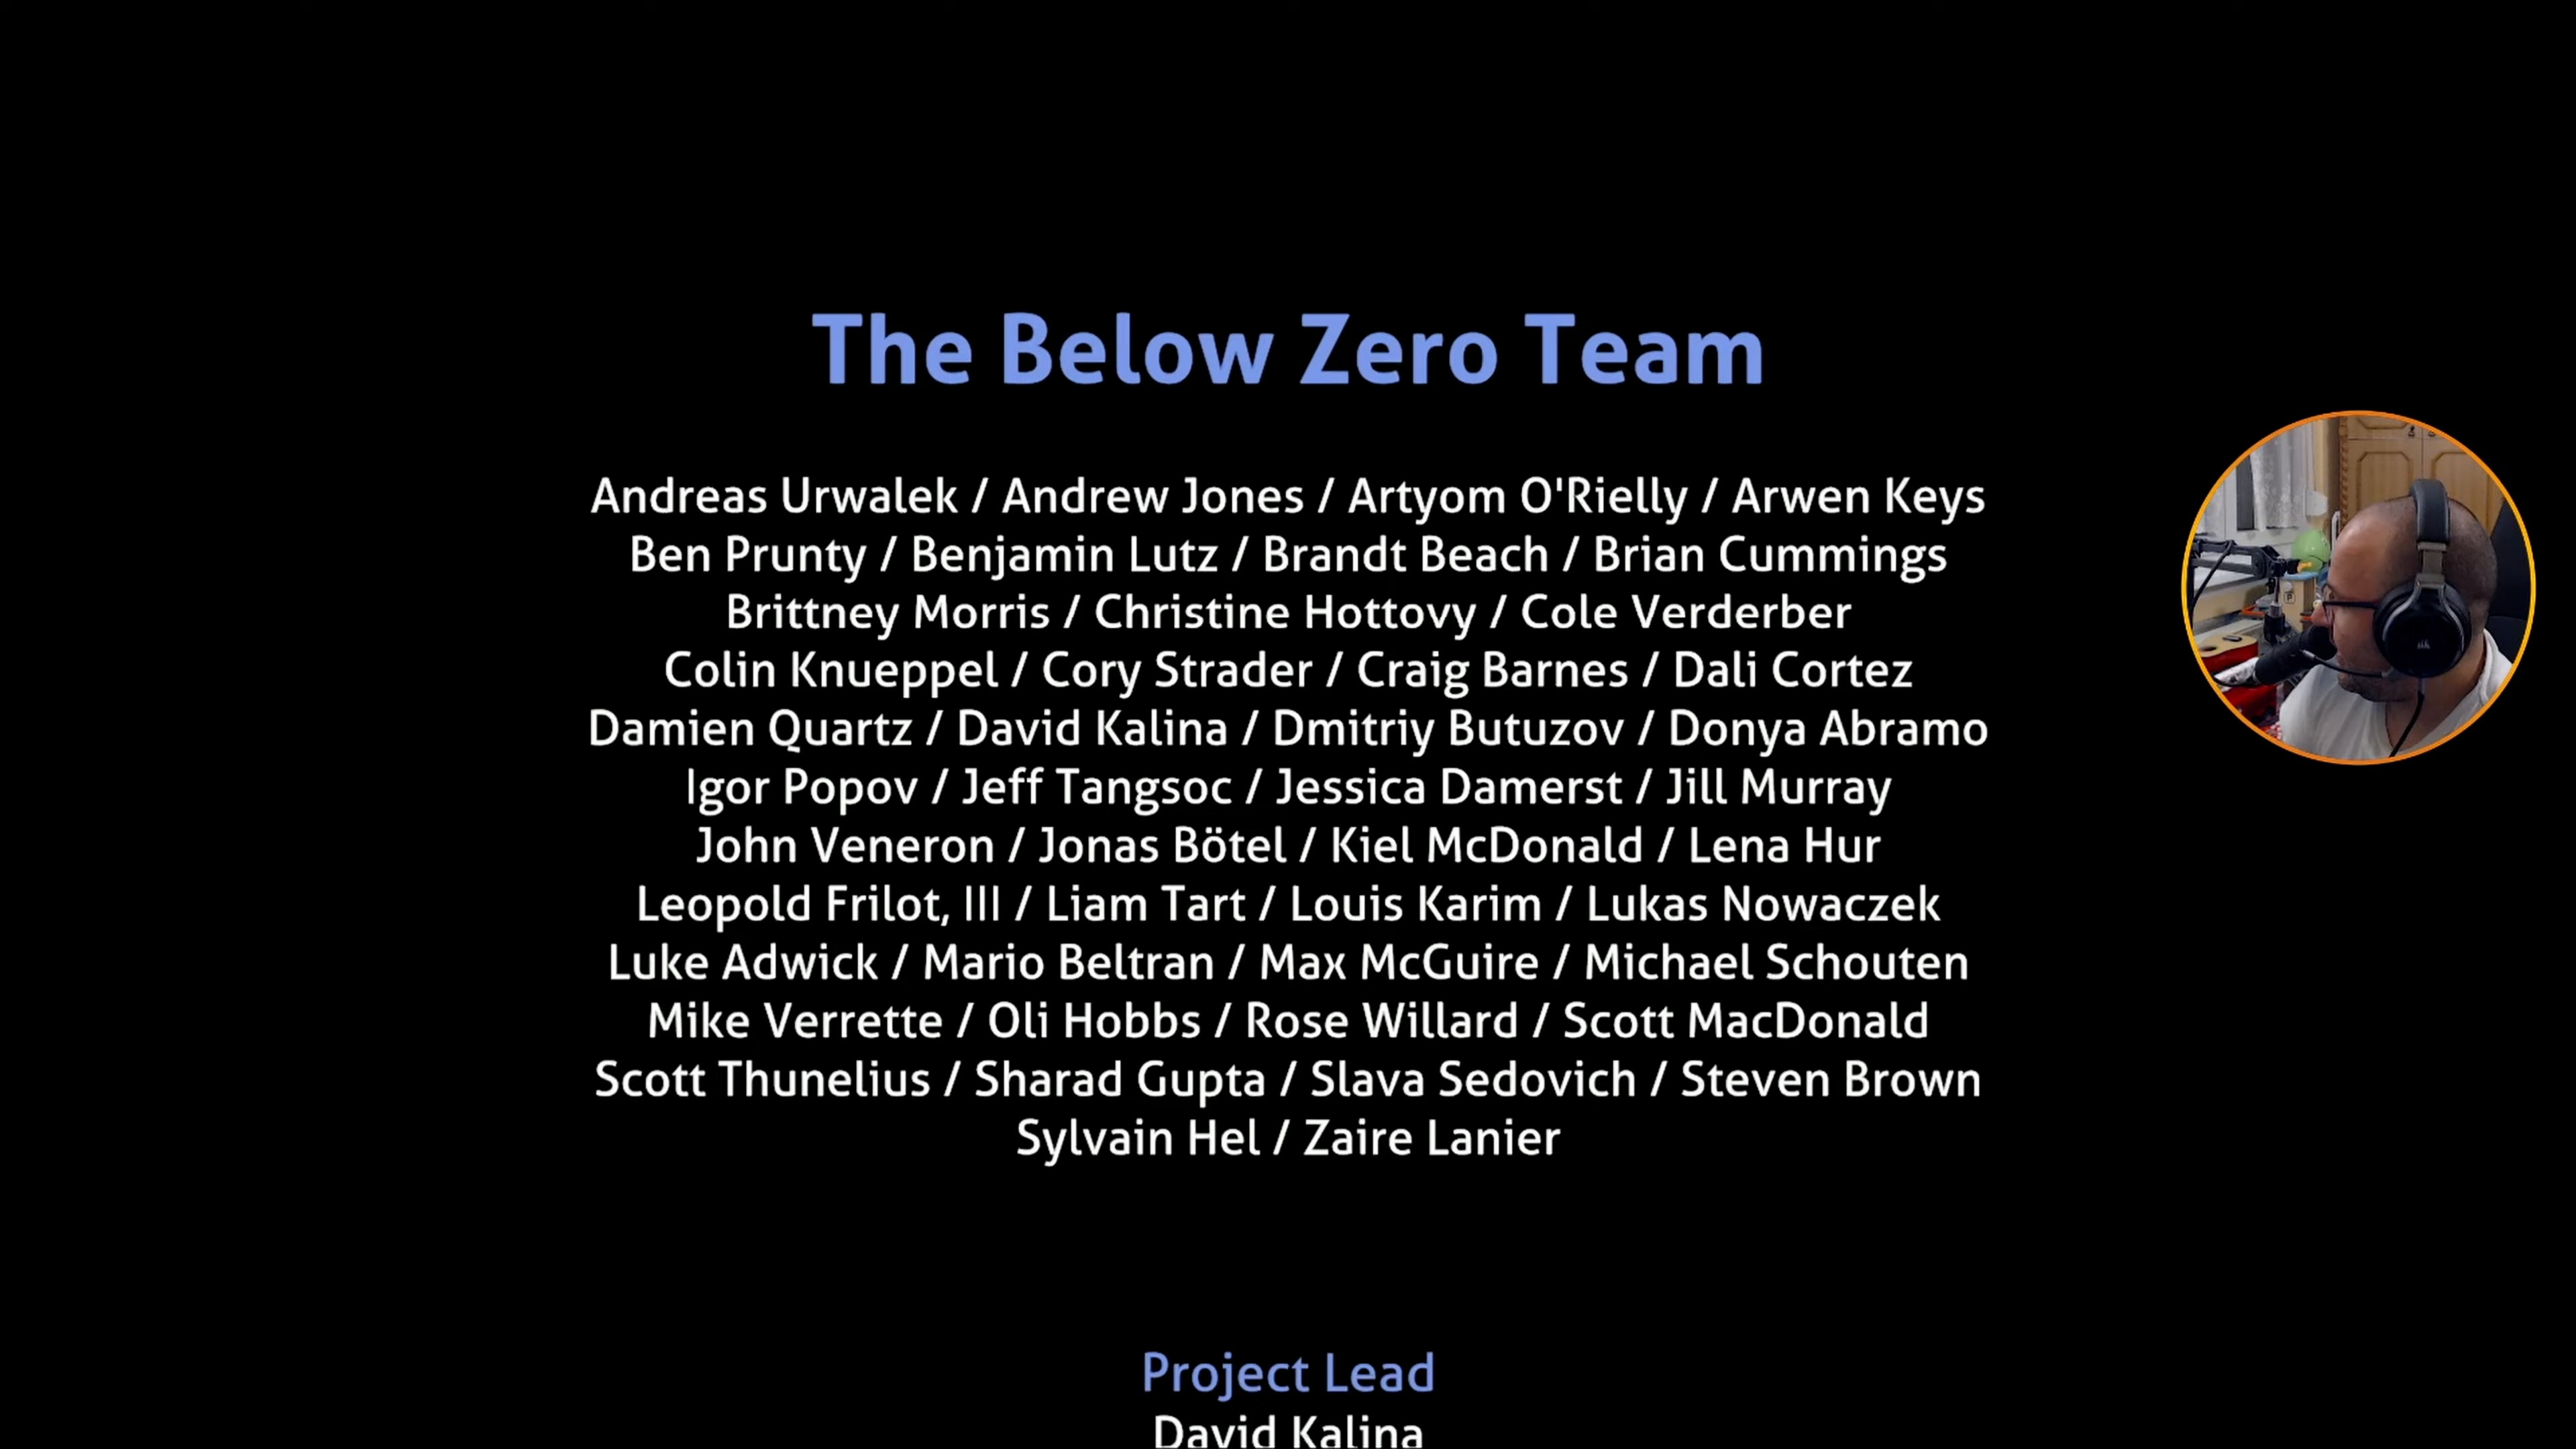 The Below Zero Team
Andreas Urwalek / Andrew Jones / Artyom O'Rielly / Arwen Keys
Ben Prunty / Benjamin Lutz / Brandt Beach / Brian Cummings
Brittney Morris / Christine Hottovy / Cole Verderber
Colin Knueppel / Cory Strader / Craig Barnes / Dali Cortez
Damien Quartz / David Kalina / Dmitriy Butuzov / Donya Abramo
Igor Popov / Jeff Tangsoc / Jessica Damerst / Jill Murray
John Veneron / Jonas Bötel / Kiel McDonald / Lena Hur
Leopold Frilot, III / Liam Tart / Louis Karim / Lukas Nowaczek
Luke Adwick / Mario Beltran / Max McGuire / Michael Schouten
Mike Verrette / Oli Hobbs / Rose Willard / Scott MacDonald
Scott Thunelius / Sharad Gupta / Slava Sedovich / Steven Brown
Sylvain Hel / Zaire Lanier
Project Lead
David Kalina